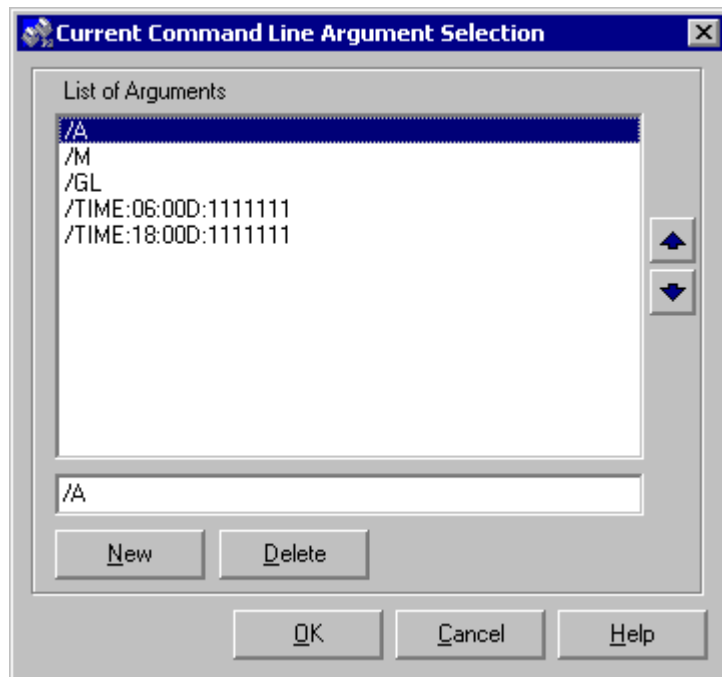 Current Command Line Argument Selection
List of Arguments
/A
/M
/GL
/TIME:06:00D:1111111
/TIME:18:00D:1111111
/A
New Delete
OK Cancel Help